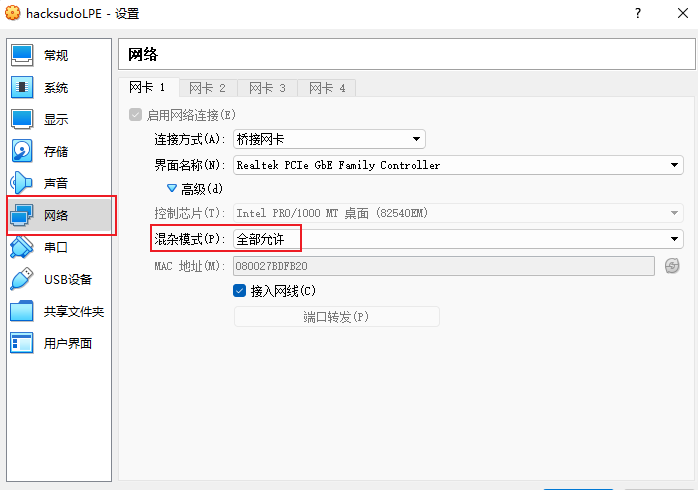 hacksudoLPE - 设置
?
常规
系统
显示
存储
声音
网络
串口
USB设备
共享文件夹
用户界面
网络
网卡 1 网卡 2 网卡 3 网卡 4
启用网络连接(E)
连接方式(A): 桥接网卡
界面名称(N): Realtek PCIe GbE Family Controller
高级(d)
控制芯片(T): Intel PRO/1000 MT 桌面 (82540EM)
混杂模式(P): 全部允许
MAC 地址(M): 080027BDFB20
接入网线(C)
端口转发(P)